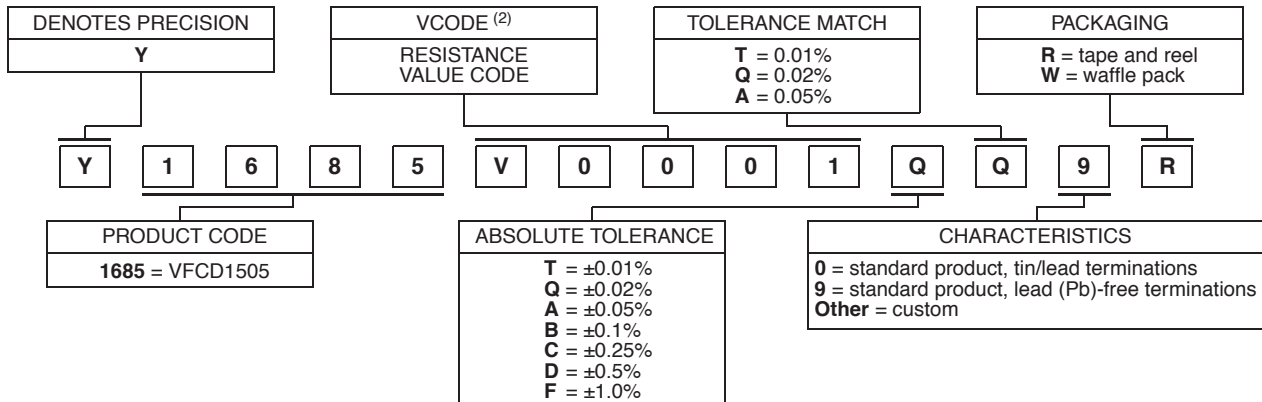 DENOTES PRECISION
Y
VCODE (2)
RESISTANCE
VALUE CODE
TOLERANCE MATCH
T = 0.01%
Q = 0.02%
A = 0.05%
PACKAGING
R = tape and reel
W = waffle pack
Y 1 6 8 5 V 0 0 0 1 Q Q 9 R
PRODUCT CODE
1685 = VFCD1505
ABSOLUTE TOLERANCE
T = ±0.01%
Q = ±0.02%
A = ±0.05%
B = ±0.1%
C = ±0.25%
D = ±0.5%
F = ±1.0%
CHARACTERISTICS
0 = standard product, tin/lead terminations
9 = standard product, lead (Pb)-free terminations
Other = custom